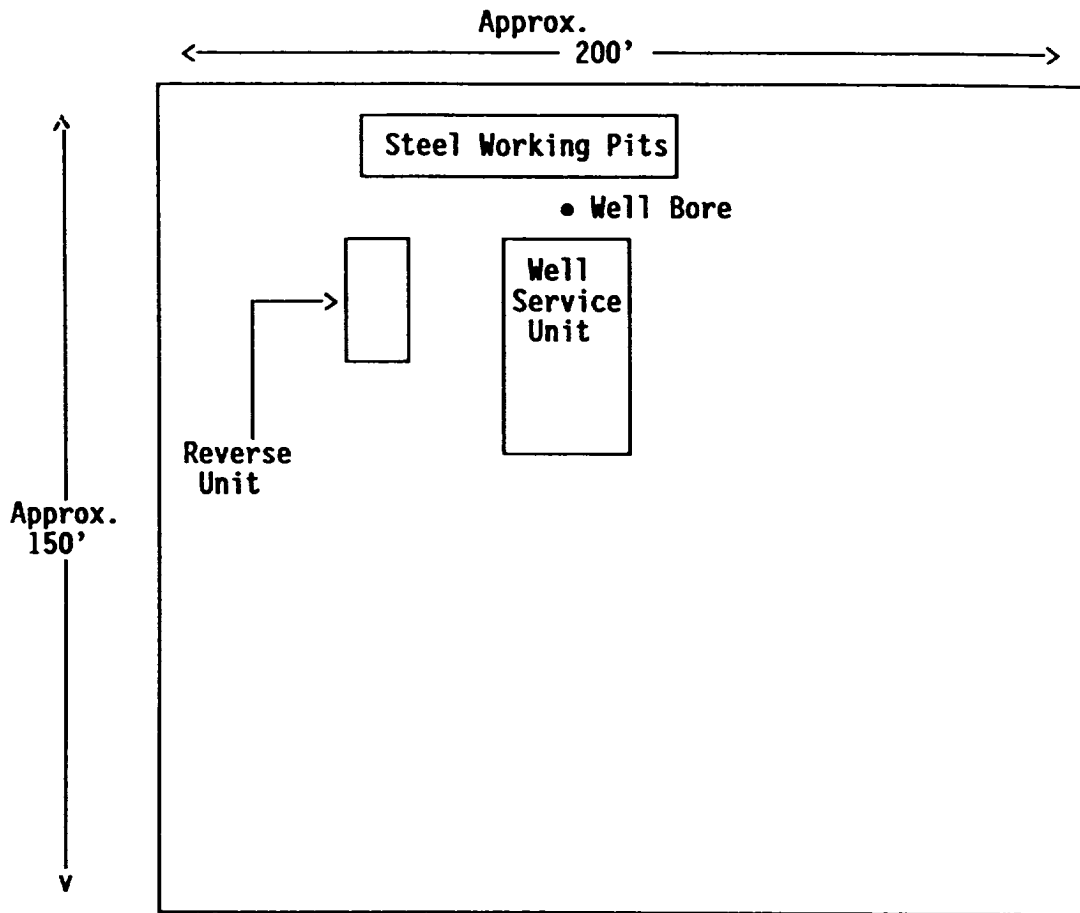 Approx.
200'
Steel Working Pits
Well Bore
Well
Service
Unit
Reverse
Unit
Approx.
150'